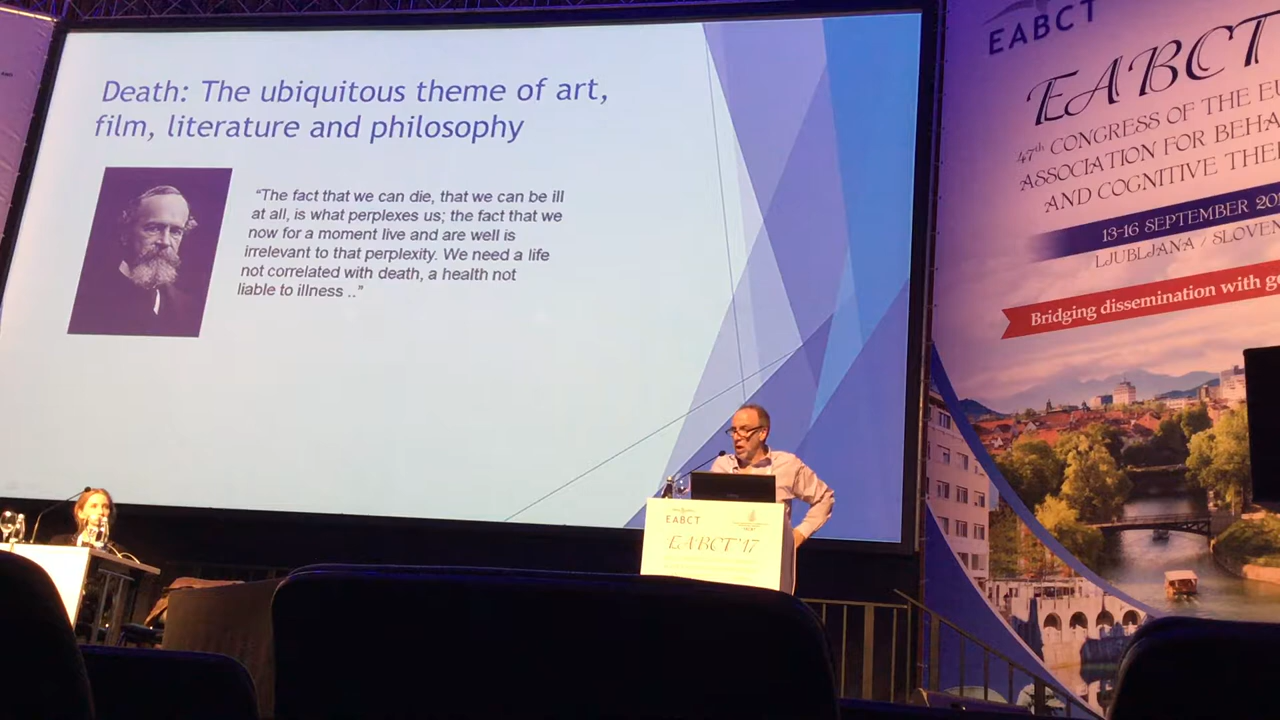 Death: The ubiquitous theme of art,
film, literature and philosophy
“The fact that we can die, that we can be ill
at all, is what perplexes us; the fact that we
now for a moment live and are well is
irrelevant to that perplexity. We need a life
not correlated with death, a health not
liable to illness ..”
EABCT
EABCT
47th CONGRESS OF THE EU
ASSOCIATION FOR BEHA
AND COGNITIVE THE
13-16 SEPTEMBER 201
LJUBLJANA / SLOVEN
Bridging dissemination with go
EABCT
EABCT'17